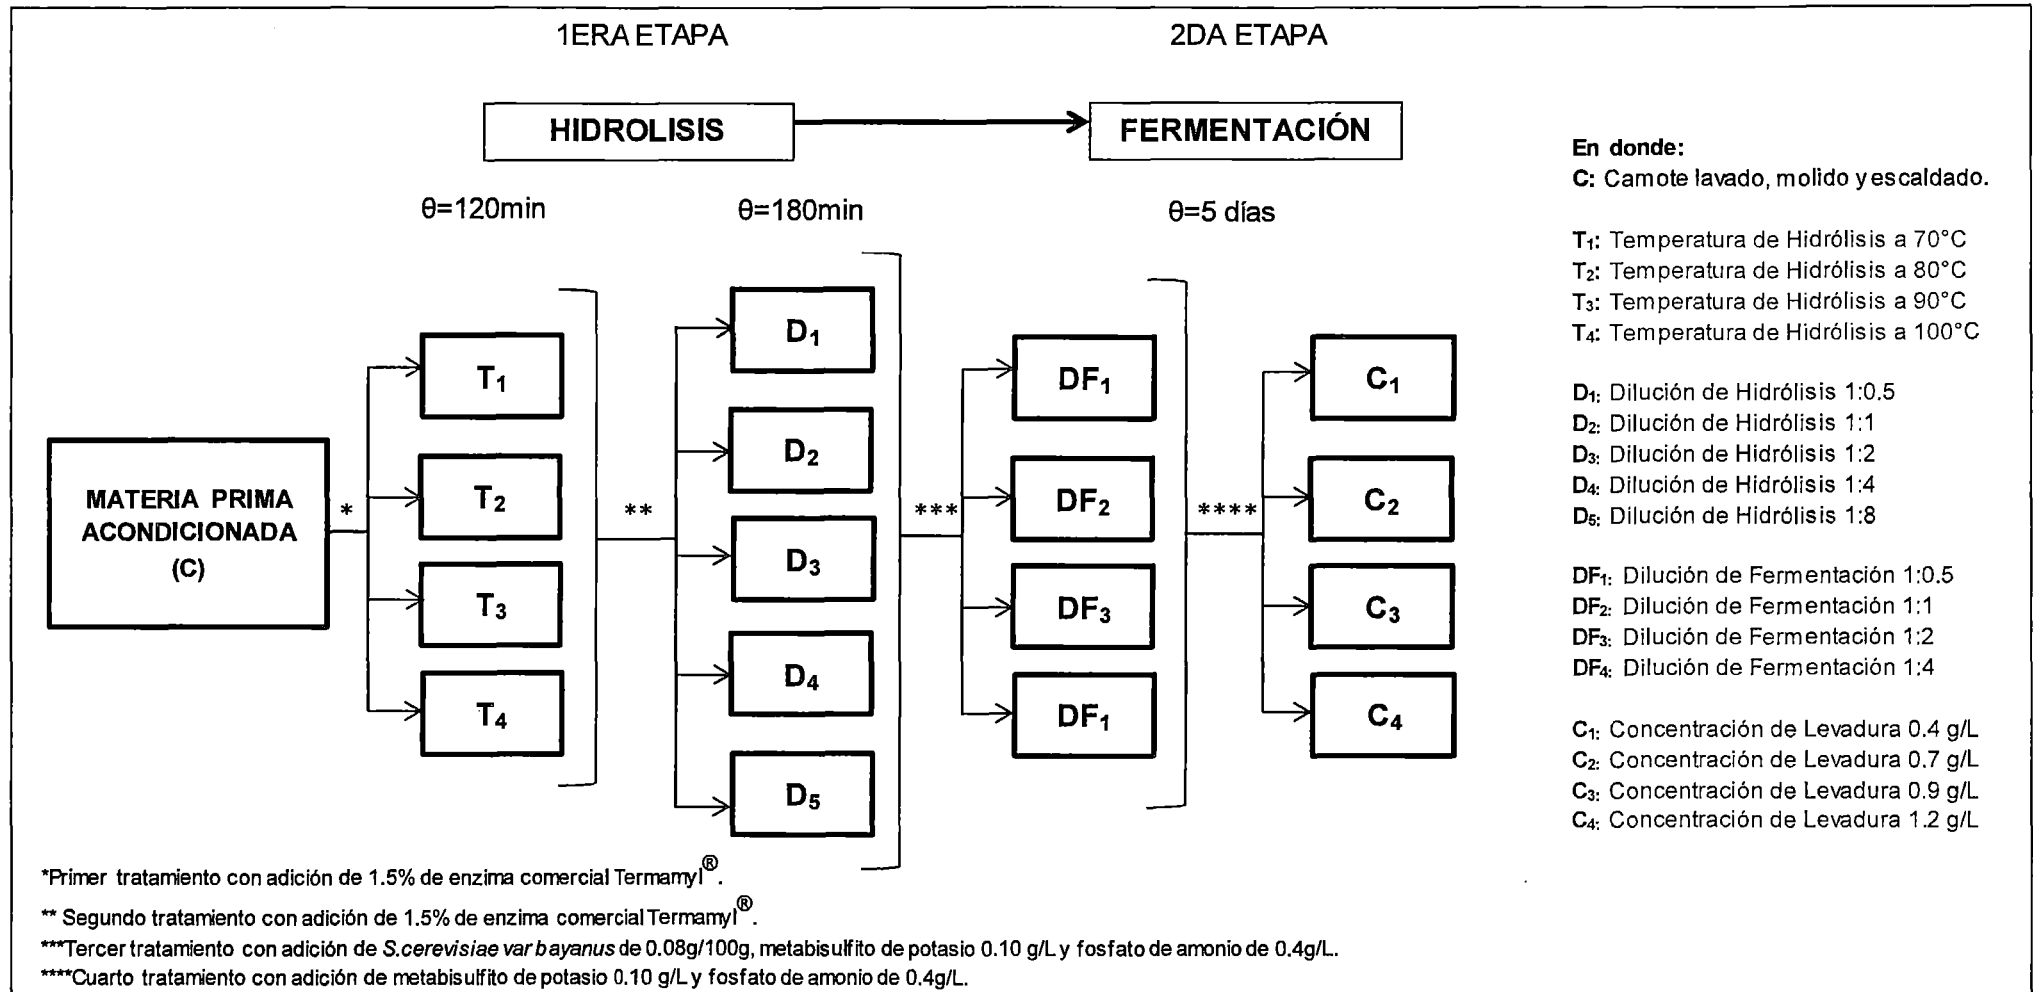 1ERA ETAPA
2DA ETAPA
HIDROLISIS
FERMENTACIÓN
θ=120min
θ=180min
θ=5 días
MATERIA PRIMA
ACONDICIONADA
(C)
*
T₁
T₂
T₃
T₄
**
D₁
D₂
D₃
D₄
D₅
***
DF₁
DF₂
DF₃
DF₁
****
C₁
C₂
C₃
C₄
En donde:
C: Camote lavado, molido y escaldado.
T₁: Temperatura de Hidrólisis a 70°C
T₂: Temperatura de Hidrólisis a 80°C
T₃: Temperatura de Hidrólisis a 90°C
T₄: Temperatura de Hidrólisis a 100°C
D₁: Dilución de Hidrólisis 1:0.5
D₂: Dilución de Hidrólisis 1:1
D₃: Dilución de Hidrólisis 1:2
D₄: Dilución de Hidrólisis 1:4
D₅: Dilución de Hidrólisis 1:8
DF₁: Dilución de Fermentación 1:0.5
DF₂: Dilución de Fermentación 1:1
DF₃: Dilución de Fermentación 1:2
DF₄: Dilución de Fermentación 1:4
C₁: Concentración de Levadura 0.4 g/L
C₂: Concentración de Levadura 0.7 g/L
C₃: Concentración de Levadura 0.9 g/L
C₄: Concentración de Levadura 1.2 g/L
*Primer tratamiento con adición de 1.5% de enzima comercial Termamyl®.
** Segundo tratamiento con adición de 1.5% de enzima comercial Termamyl®.
***Tercer tratamiento con adición de S.cerevisiae var bayanus de 0.08g/100g, metabisulfito de potasio 0.10 g/L y fosfato de amonio de 0.4g/L.
****Cuarto tratamiento con adición de metabisulfito de potasio 0.10 g/L y fosfato de amonio de 0.4g/L.